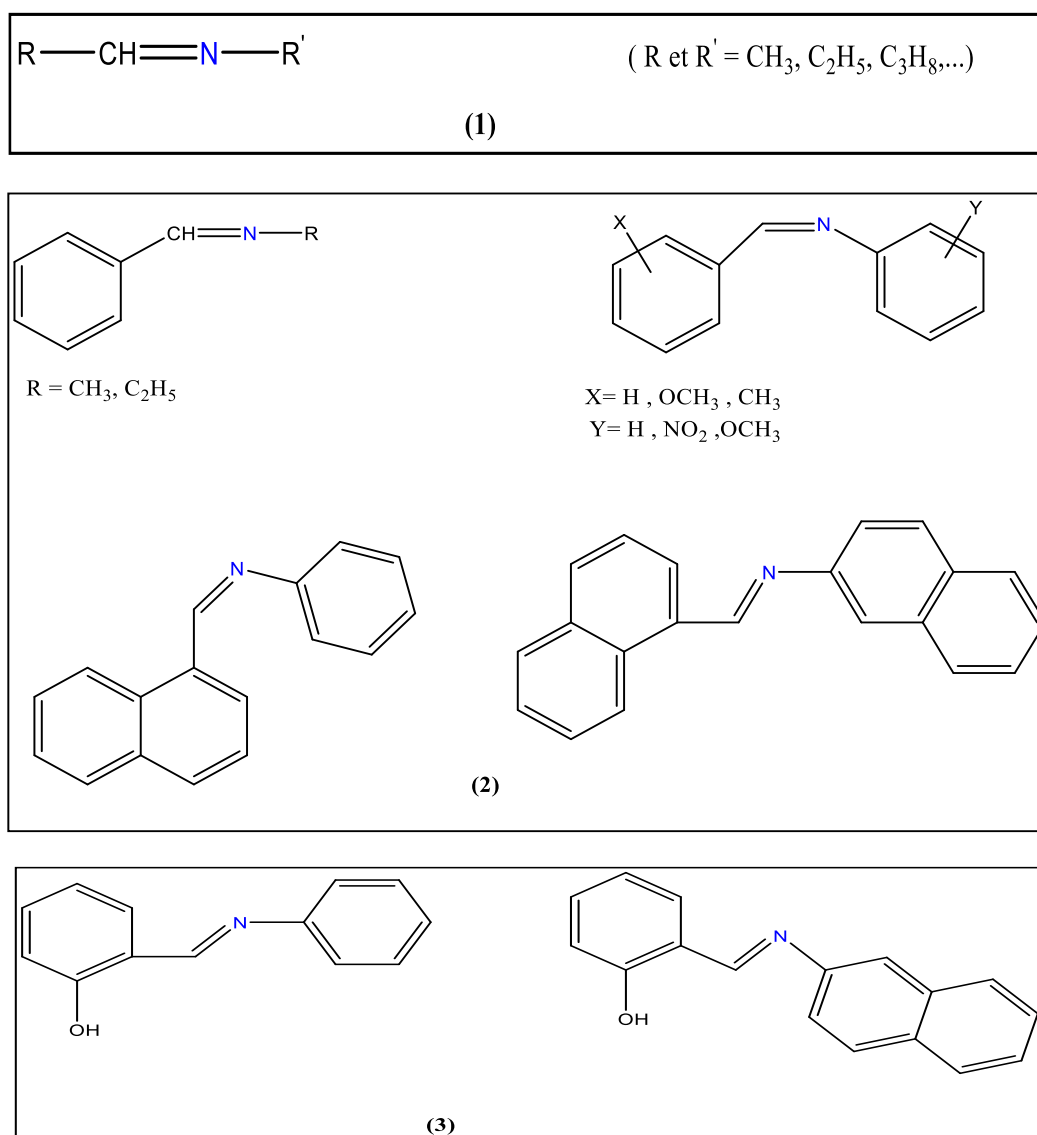 R—CH=N—R' ( R et R' = CH₃, C₂H₅, C₃H₈,...)
(1)
CH=N—R
X N Y
R = CH₃, C₂H₅
X= H , OCH₃ , CH₃
Y= H , NO₂ ,OCH₃
N
N
(2)
N
OH
N
OH
(3)